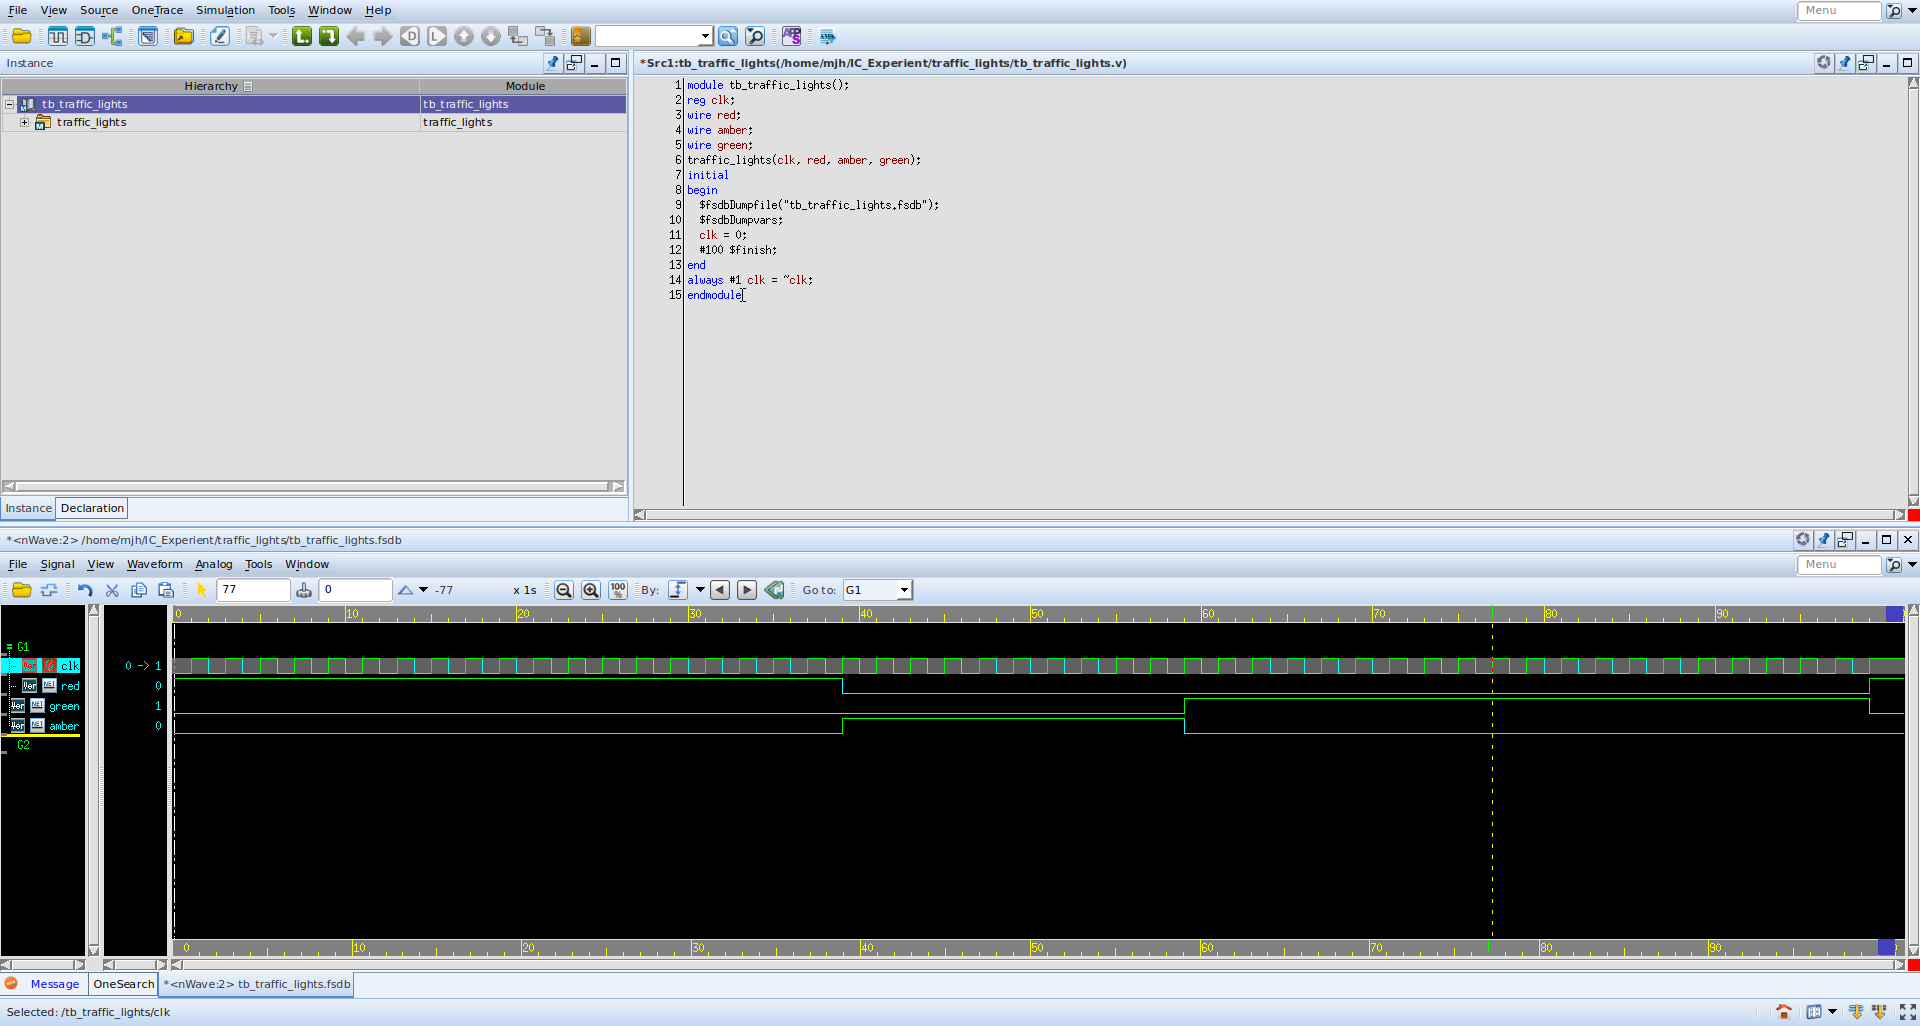 File View Source OneTrace Simulation Tools Window Help Menu
Instance
*Src1:tb_traffic_lights(/home/mjh/IC_Experient/traffic_lights/tb_traffic_lights.v)
Hierarchy Module
tb_traffic_lights tb_traffic_lights
traffic_lights traffic_lights
1 module tb_traffic_lights();
2 reg clk;
3 wire red;
4 wire amber;
5 wire green;
6 traffic_lights(clk, red, amber, green);
7 initial
8 begin
9 $fsdbDumpfile("tb_traffic_lights.fsdb");
10 $fsdbDumpvars;
11 clk = 0;
12 #100 $finish;
13 end
14 always #1 clk = ~clk;
15 endmodule
Instance Declaration
*<nWave:2> /home/mjh/IC_Experient/traffic_lights/tb_traffic_lights.fsdb
File Signal View Waveform Analog Tools Window Menu
77 0 -77 x 1s 100 % By: Go to: G1
0 10 20 30 40 50 60 70 80 90
G1
clk 0 -> 1
red 0
green 1
amber 0
G2
0 10 20 30 40 50 60 70 80 90
Message OneSearch *<nWave:2> tb_traffic_lights.fsdb
Selected: /tb_traffic_lights/clk